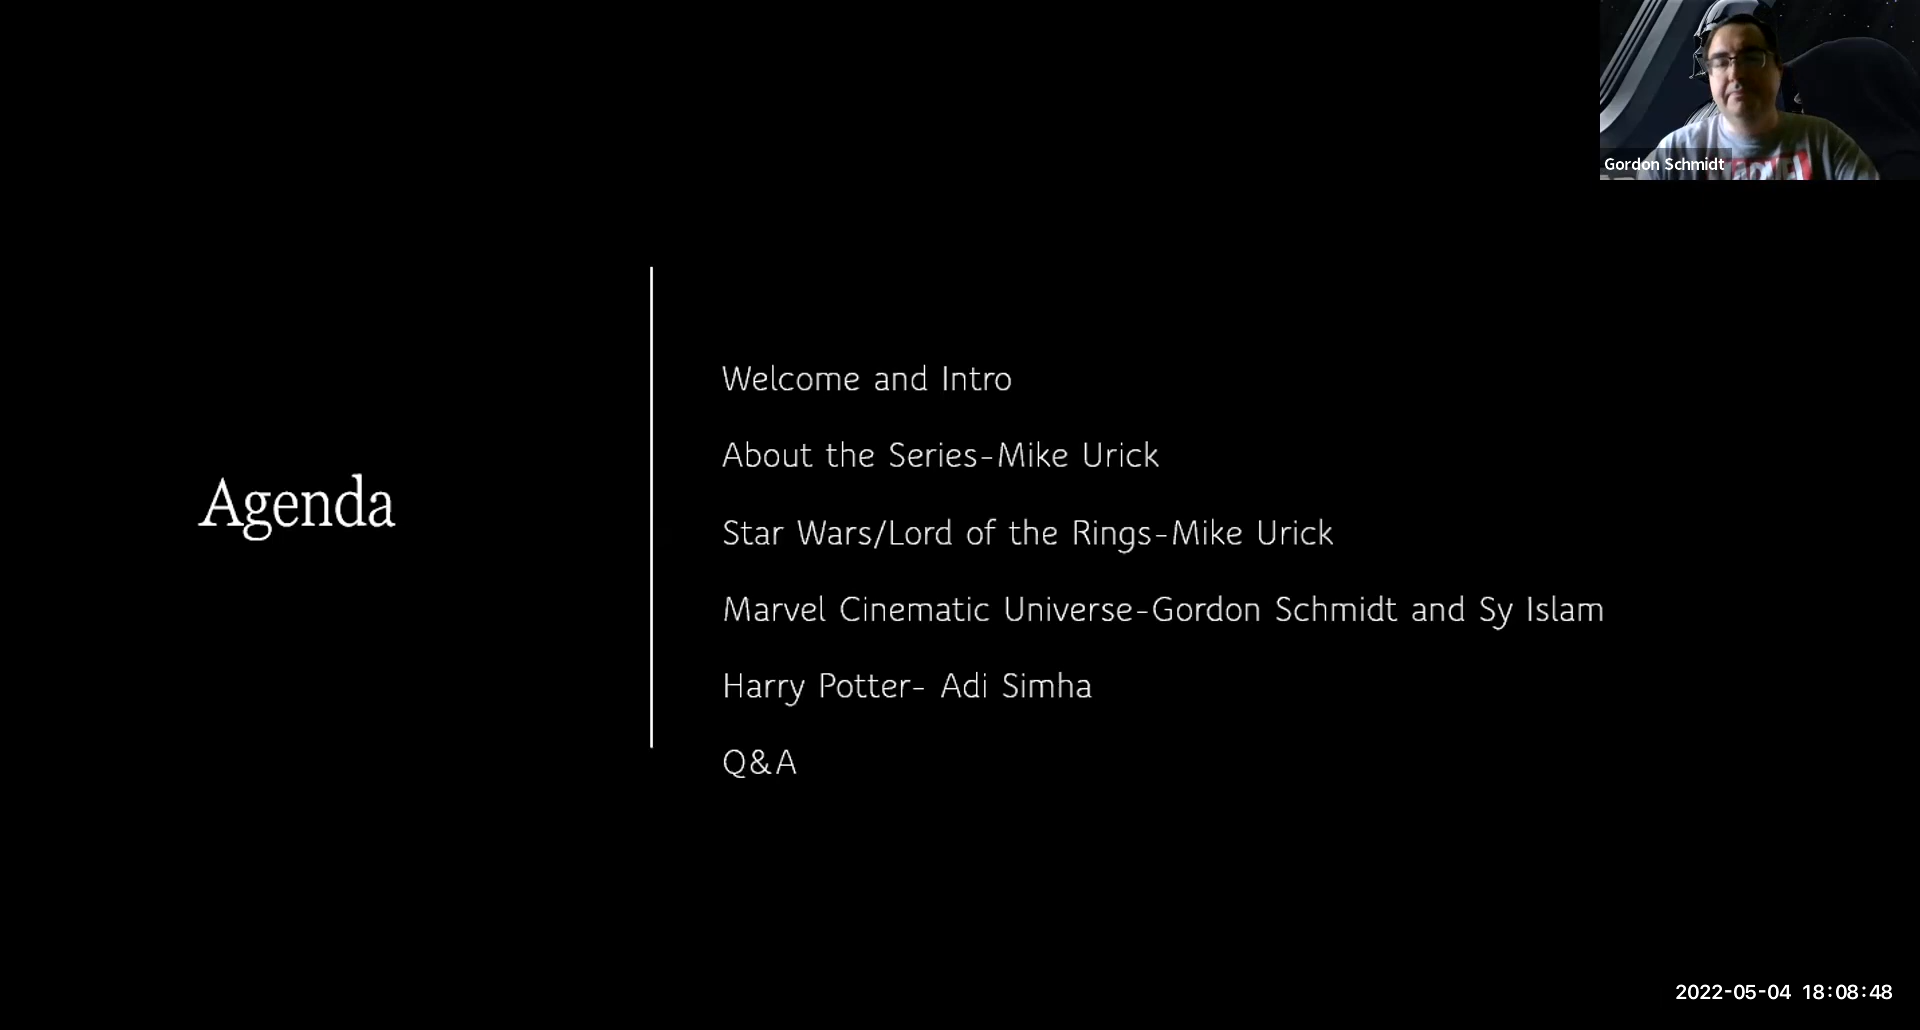 Gordon Schmidt
Agenda
Welcome and Intro
About the Series-Mike Urick
Star Wars/Lord of the Rings-Mike Urick
Marvel Cinematic Universe-Gordon Schmidt and Sy Islam
Harry Potter- Adi Simha
Q&A
2022-05-04 18:08:48